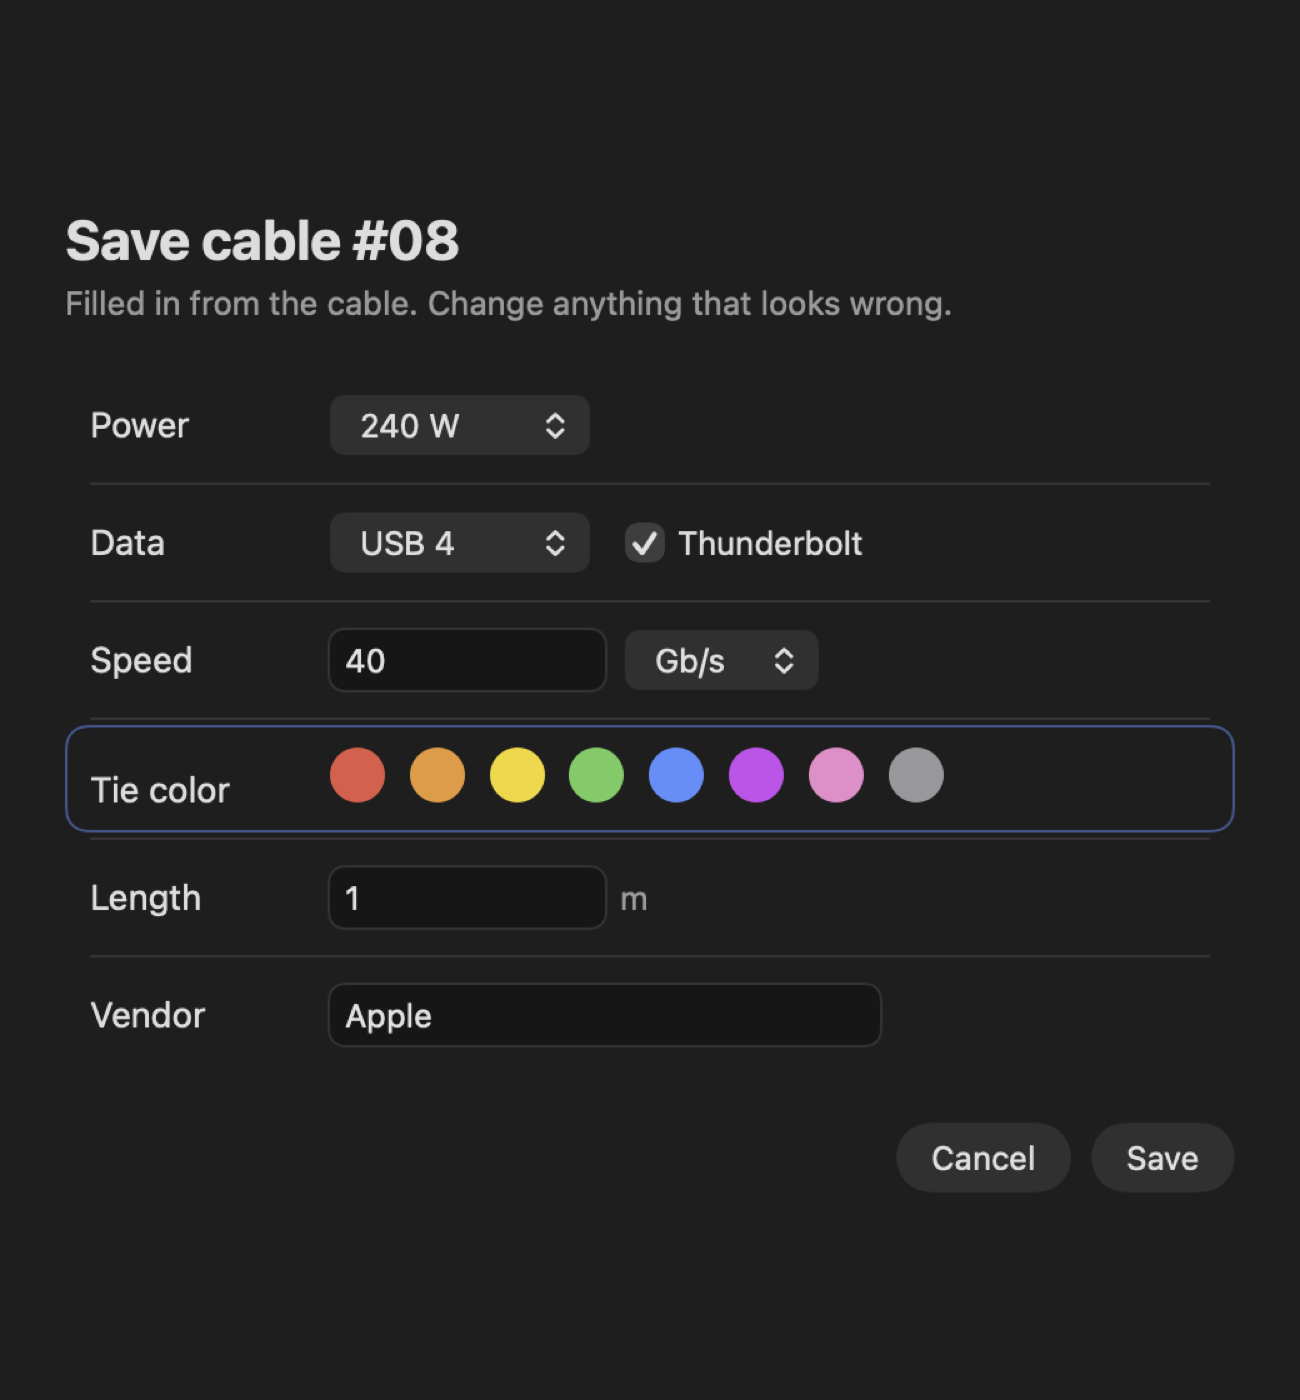 Save cable #08
Filled in from the cable. Change anything that looks wrong.
Power 240 W
Data USB 4 Thunderbolt
Speed 40 Gb/s
Tie color
Length 1 m
Vendor Apple
Cancel Save